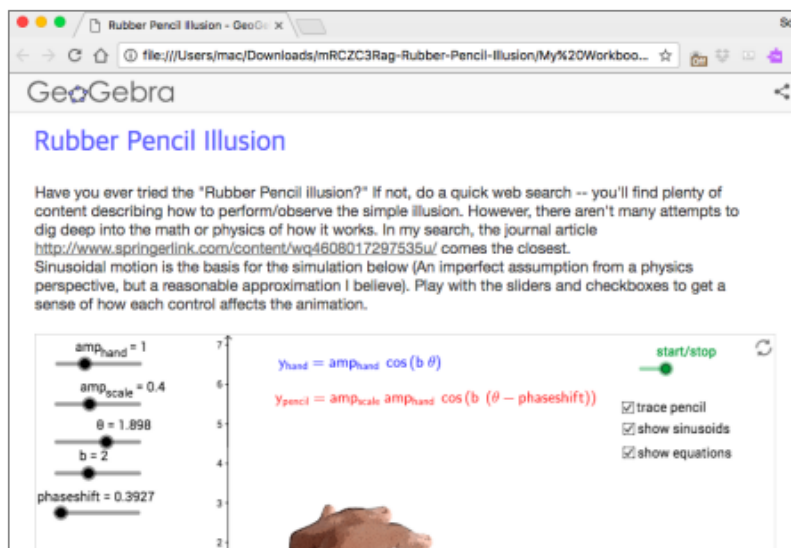 Rubber Pencil Illusion - GeoGe
file:///Users/mac/Downloads/mRCZC3Rag-Rubber-Pencil-Illusion/My%20Workboo...
GeoGebra
Rubber Pencil Illusion
Have you ever tried the "Rubber Pencil illusion?" If not, do a quick web search -- you'll find plenty of
content describing how to perform/observe the simple illusion. However, there aren't many attempts to
dig deep into the math or physics of how it works. In my search, the journal article
http://www.springerlink.com/content/wq4608017297535u/ comes the closest.
Sinusoidal motion is the basis for the simulation below (An imperfect assumption from a physics
perspective, but a reasonable approximation I believe). Play with the sliders and checkboxes to get a
sense of how each control affects the animation.
amp_hand = 1
amp_scale = 0.4
θ = 1.898
b = 2
phaseshift = 0.3927
7
6
5
4
3
2
y_hand = amp_hand cos (b θ)
y_pencil = amp_scale amp_hand cos (b (θ − phaseshift))
start/stop
trace pencil
show sinusoids
show equations